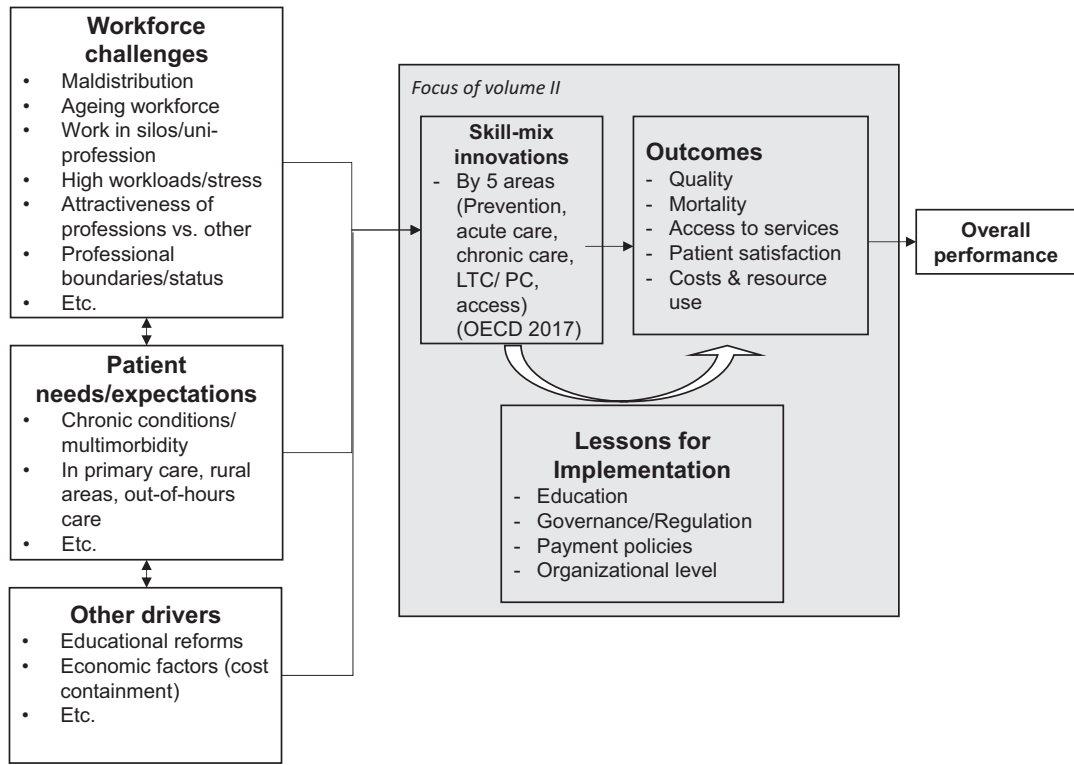 Workforce
challenges
• Maldistribution
• Ageing workforce
• Work in silos/uni-
profession
• High workloads/stress
• Attractiveness of
professions vs. other
• Professional
boundaries/status
• Etc.
Patient
needs/expectations
• Chronic conditions/
multimorbidity
• In primary care, rural
areas, out-of-hours
care
• Etc.
Other drivers
• Educational reforms
• Economic factors (cost
containment)
• Etc.
Focus of volume II
Skill-mix
innovations
- By 5 areas
(Prevention,
acute care,
chronic care,
LTC/ PC,
access)
(OECD 2017)
Outcomes
- Quality
- Mortality
- Access to services
- Patient satisfaction
- Costs & resource
use
Lessons for
Implementation
- Education
- Governance/Regulation
- Payment policies
- Organizational level
Overall
performance